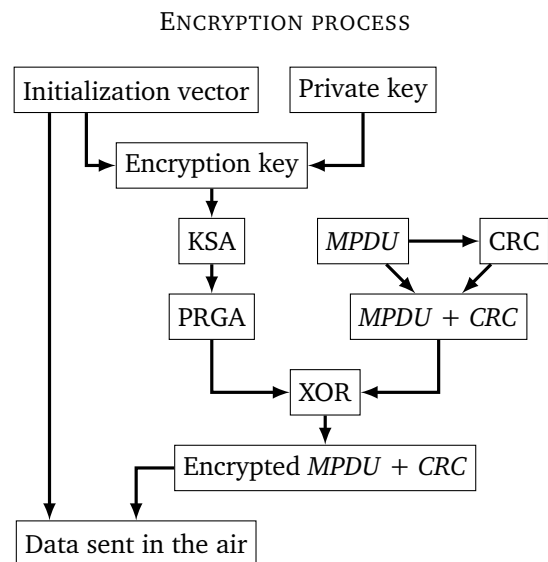 ENCRYPTION PROCESS
Initialization vector
Private key
Encryption key
KSA
MPDU
CRC
PRGA
MPDU + CRC
XOR
Encrypted MPDU + CRC
Data sent in the air